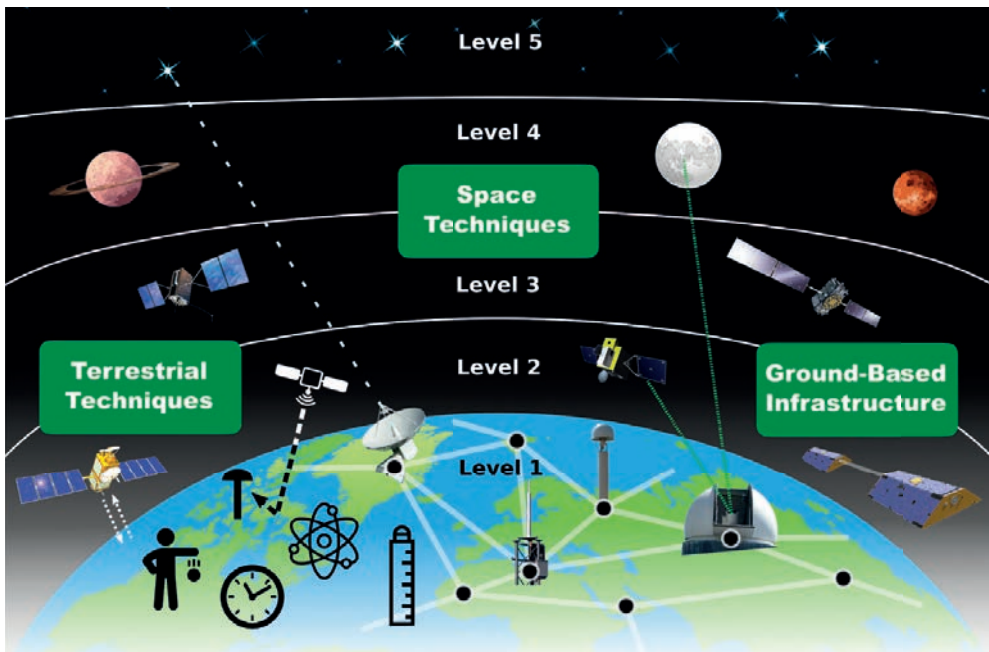 Level 5
Level 4
Space
Techniques
Level 3
Level 2
Terrestrial
Techniques
Ground-Based
Infrastructure
Level 1